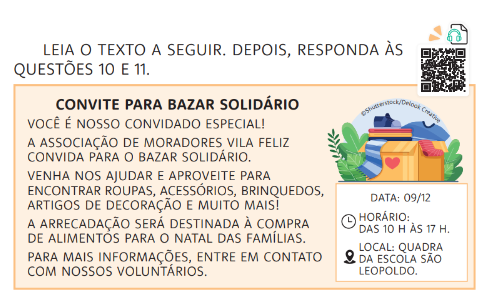 LEIA O TEXTO A SEGUIR. DEPOIS, RESPONDA ÀS
QUESTÕES 10 E 11.
CONVITE PARA BAZAR SOLIDÁRIO
VOCÊ É NOSSO CONVIDADO ESPECIAL!
A ASSOCIAÇÃO DE MORADORES VILA FELIZ
CONVIDA PARA O BAZAR SOLIDÁRIO.
VENHA NOS AJUDAR E APROVEITE PARA
ENCONTRAR ROUPAS, ACESSÓRIOS, BRINQUEDOS,
ARTIGOS DE DECORAÇÃO E MUITO MAIS!
A ARRECADAÇÃO SERÁ DESTINADA À COMPRA
DE ALIMENTOS PARA O NATAL DAS FAMÍLIAS.
PARA MAIS INFORMAÇÕES, ENTRE EM CONTATO
COM NOSSOS VOLUNTÁRIOS.
©Shutterstock/Delook Creative
DATA: 09/12
HORÁRIO:
DAS 10 H ÀS 17 H.
LOCAL: QUADRA
DA ESCOLA SÃO
LEOPOLDO.